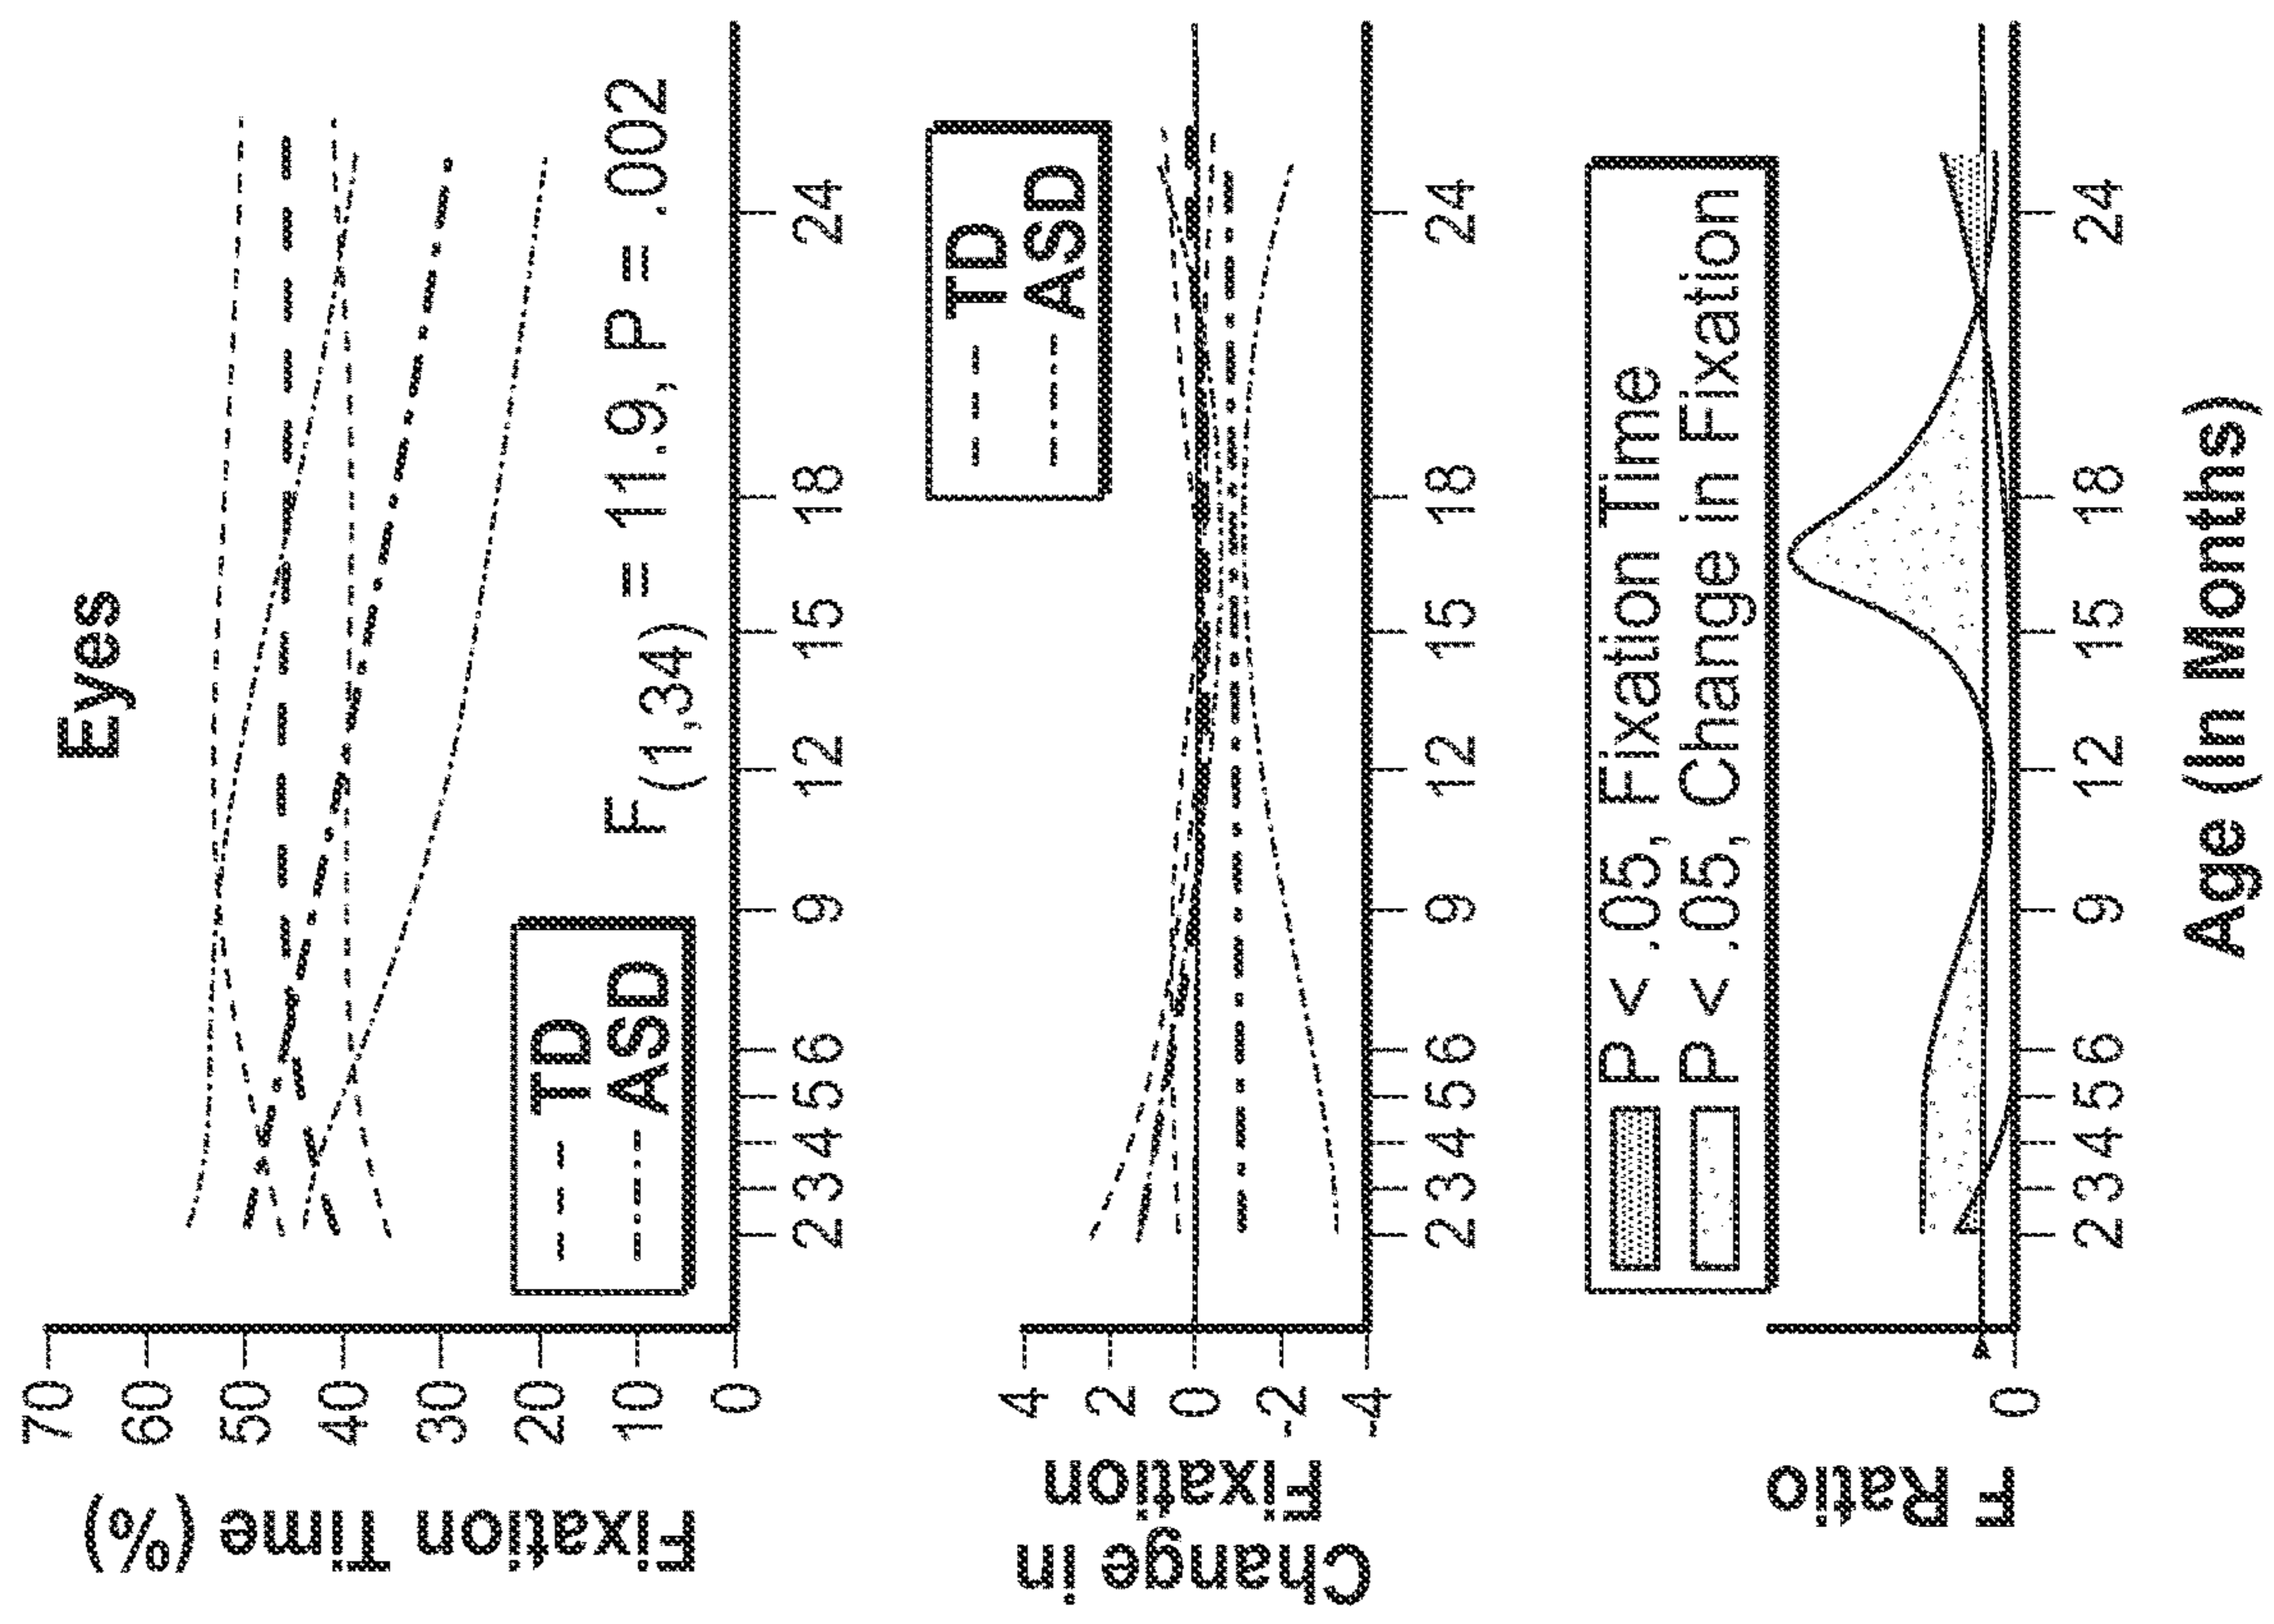 Eyes
Fixation Time (%)
70
60
50
40
30
20
10
0
TD
ASD
F(1,34) = 11.9, P = .002
2 3 4 5 6 9 12 15 18 24
Change in
Fixation
4
2
0
-2
-4
TD
ASD
2 3 4 5 6 9 12 15 18 24
P < .05, Fixation Time
P < .05, Change in Fixation
F Ratio
0
2 3 4 5 6 9 12 15 18 24
Age (in Months)